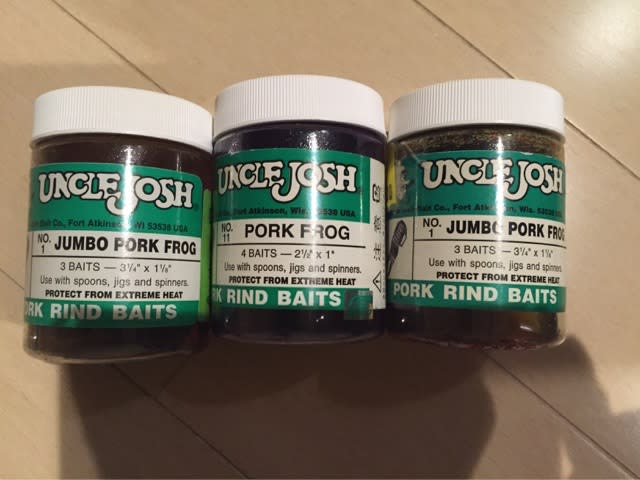 UNCLE JOSH
Bait Co., Fort Atkinson, WI 53538 USA
NO. 1 JUMBO PORK FROG
3 BAITS — 3¼" x 1⅛"
Use with spoons, jigs and spinners.
PROTECT FROM EXTREME HEAT
RK RIND BAITS
UNCLE JOSH
Co., Fort Atkinson, Wis. 53538 USA
NO. 11 PORK FROG
4 BAITS — 2½" x 1"
Use with spoons, jigs and spinners.
PROTECT FROM EXTREME HEAT
RK RIND BAITS
UNCLE JOSH
Bait Co., Fort Atkinson, Wis. 53538
NO. 1 JUMBO PORK FROG
3 BAITS — 3¼" x 1⅛"
Use with spoons, jigs and spinners.
PROTECT FROM EXTREME HEAT
PORK RIND BAITS